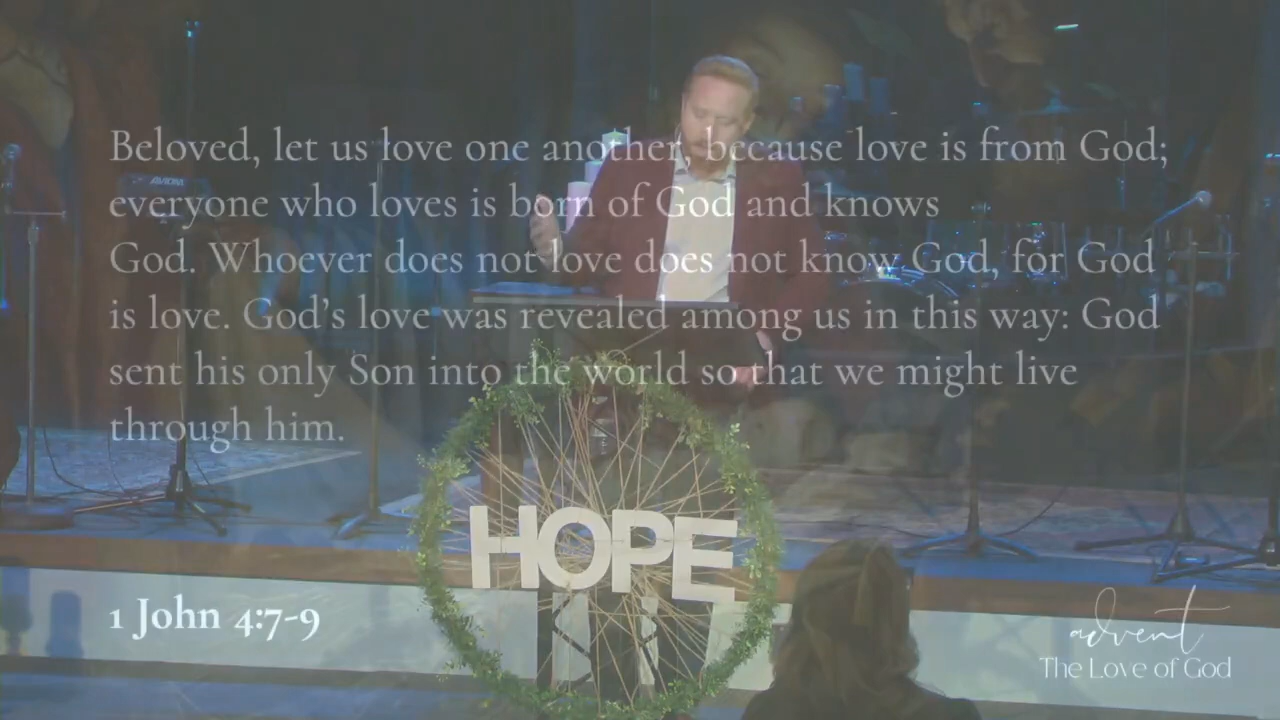 Beloved, let us love one another, because love is from God;
everyone who loves is born of God and knows
God. Whoever does not love does not know God, for God
is love. God’s love was revealed among us in this way: God
sent his only Son into the world so that we might live
through him.
AVIOM
HOPE
1 John 4:7-9
advent
The Love of God